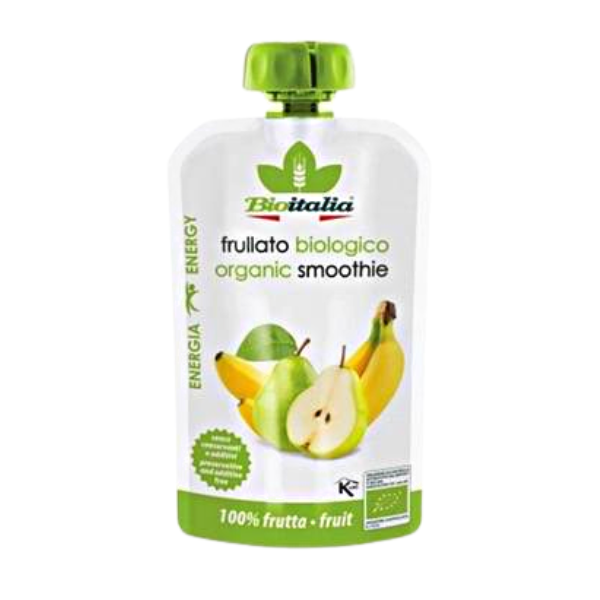 Bioitalia
frullato biologico
organic smoothie
ENERGIA ENERGY
senza
conservanti
e additivi
preservative
and additive
free
K
100% frutta • fruit